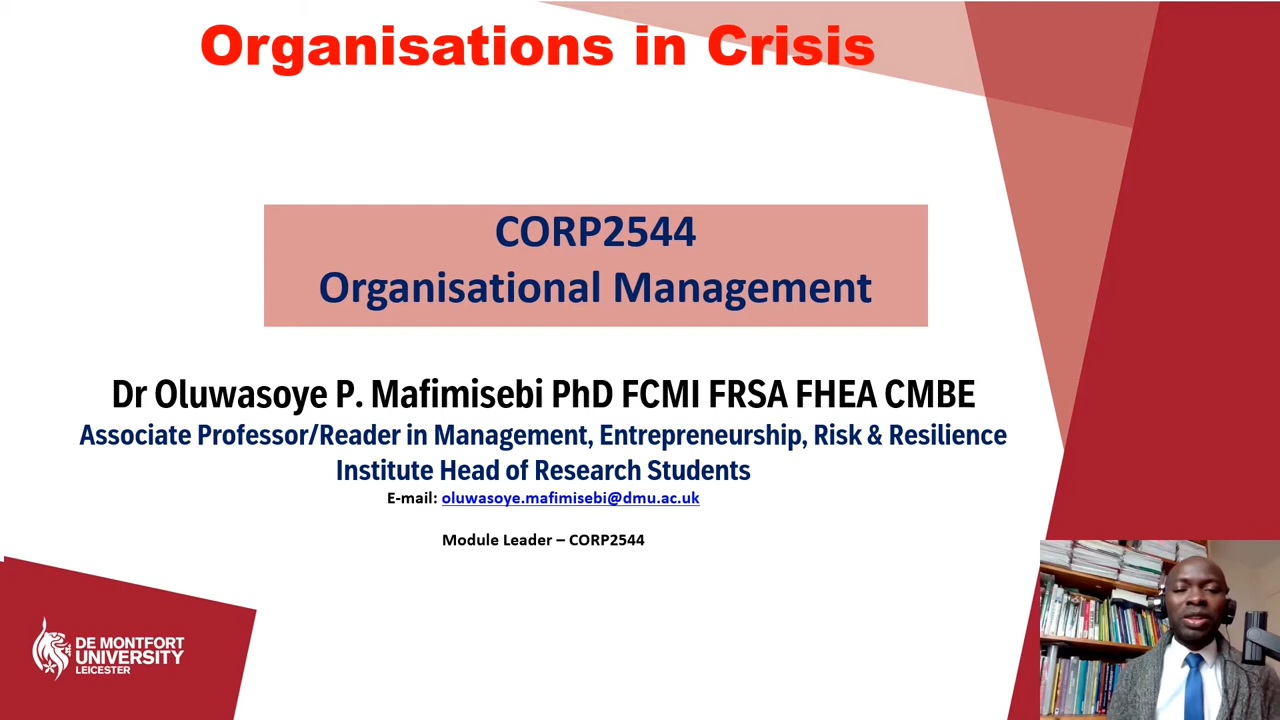 Organisations in Crisis
CORP2544
Organisational Management
Dr Oluwasoye P. Mafimisebi PhD FCMI FRSA FHEA CMBE
Associate Professor/Reader in Management, Entrepreneurship, Risk & Resilience
Institute Head of Research Students
E-mail: oluwasoye.mafimisebi@dmu.ac.uk
Module Leader – CORP2544
DE MONTFORT
UNIVERSITY
LEICESTER